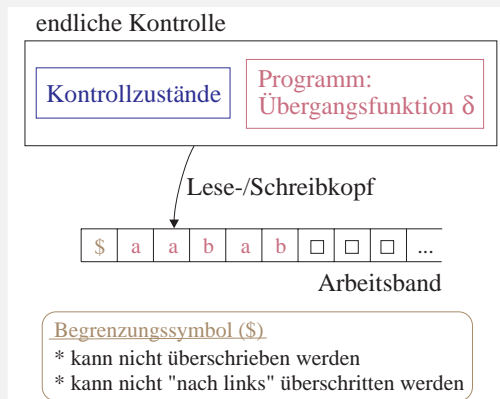 endliche Kontrolle
Kontrollzustände
Programm:
Übergangsfunktion δ
Lese-/Schreibkopf
$ a a b a b □ □ □ ...
Arbeitsband
Begrenzungssymbol ($)
* kann nicht überschrieben werden
* kann nicht "nach links" überschritten werden